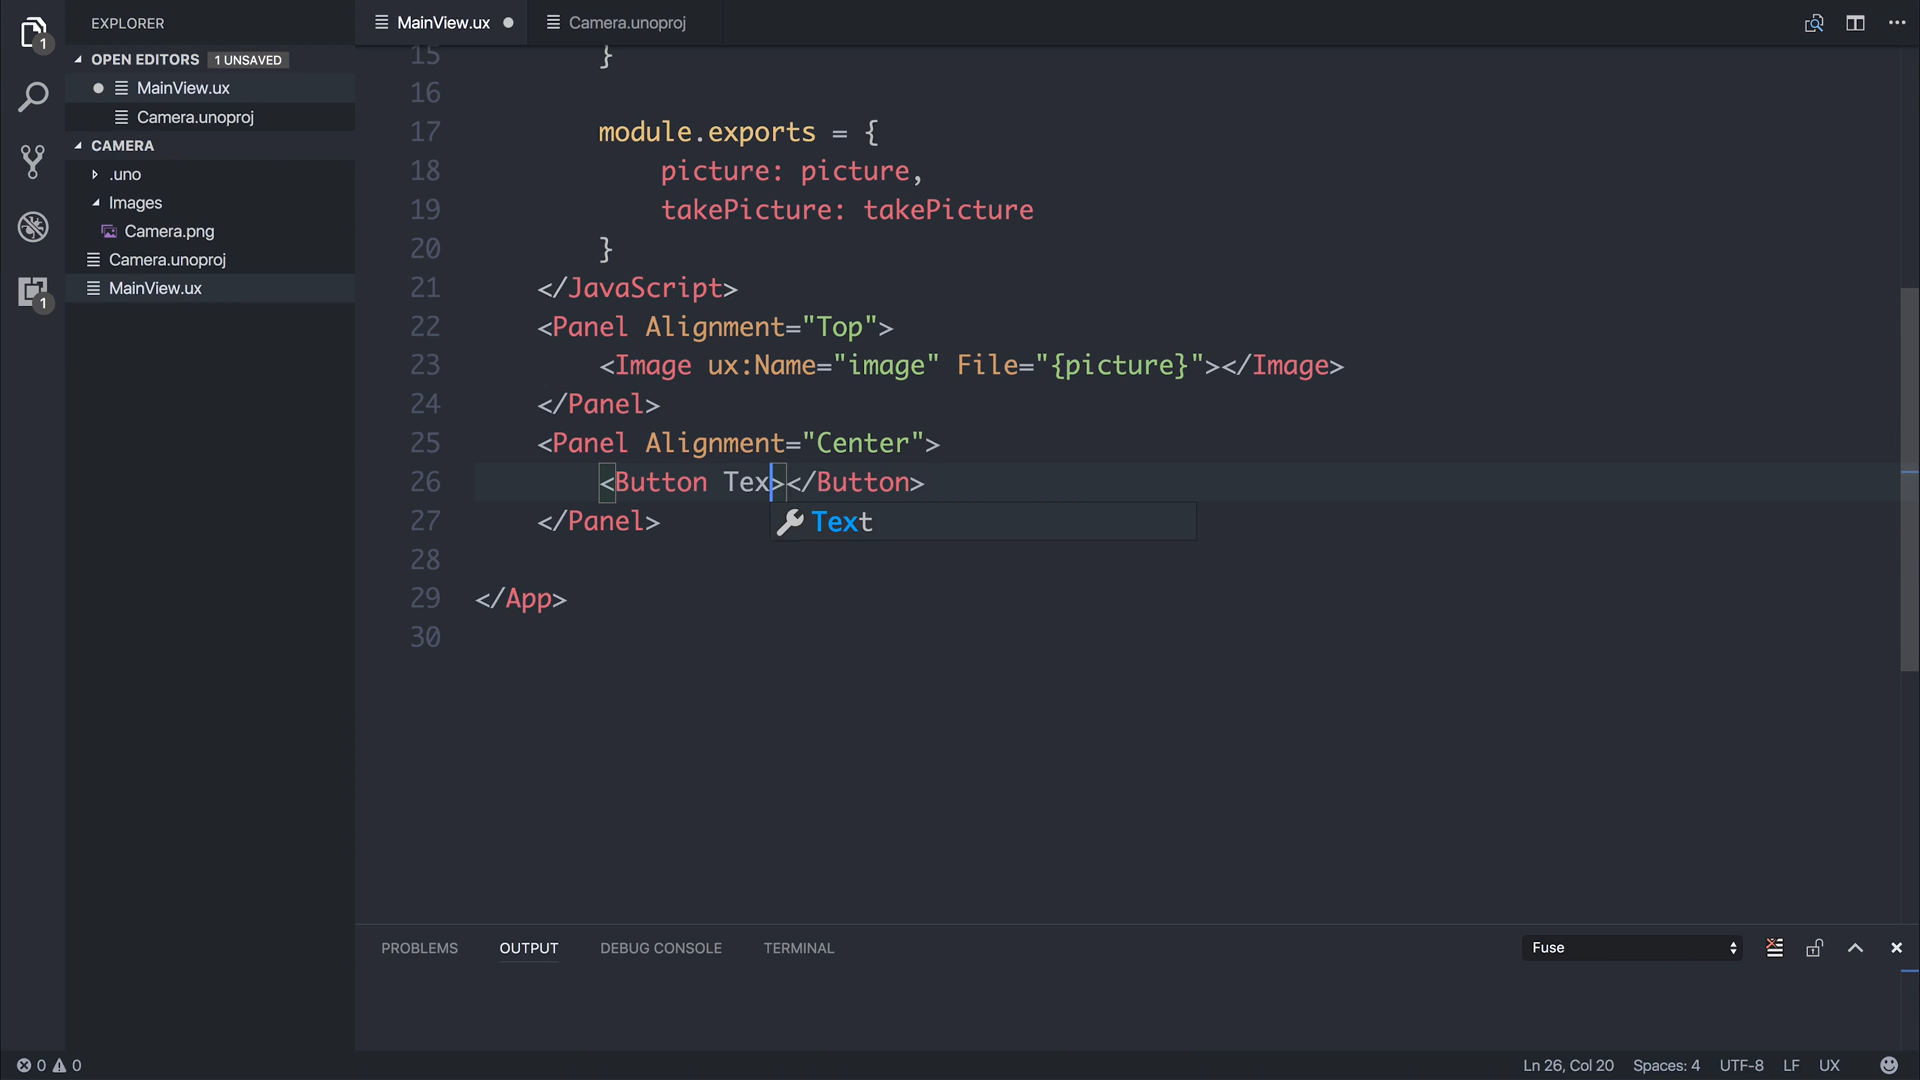 EXPLORER
OPEN EDITORS 1 UNSAVED
MainView.ux
Camera.unoproj
CAMERA
.uno
Images
Camera.png
Camera.unoproj
MainView.ux
1
1
MainView.ux
Camera.unoproj
15 }
16
17 module.exports = {
18 picture: picture,
19 takePicture: takePicture
20 }
21 </JavaScript>
22 <Panel Alignment="Top">
23 <Image ux:Name="image" File="{picture}"></Image>
24 </Panel>
25 <Panel Alignment="Center">
26 <Button Tex></Button>
27 </Panel>
Text
28
29 </App>
30
PROBLEMS OUTPUT DEBUG CONSOLE TERMINAL
Fuse
0 0
Ln 26, Col 20 Spaces: 4 UTF-8 LF UX